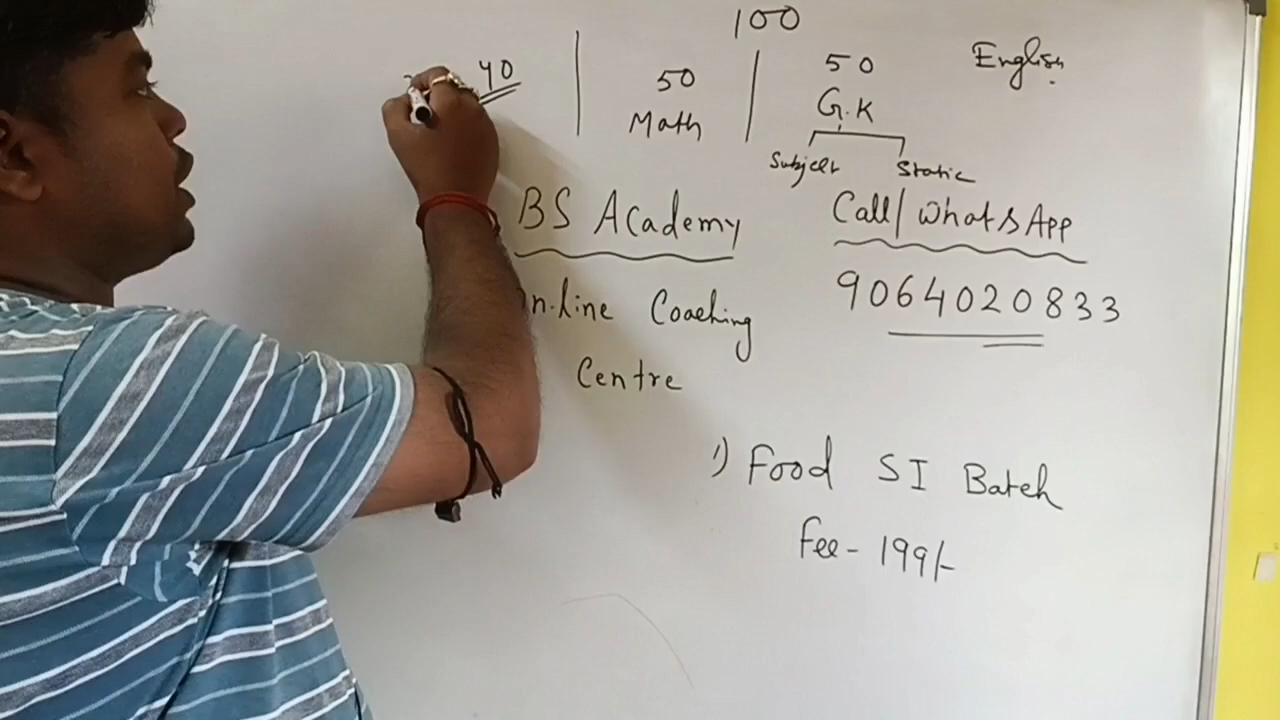 100
40 | 50 | 50 English
Math G.K
Subject Static
BS Academy
n-line Coaching
Centre
Call/WhatsApp
9064020833
1) Food SI Batch
Fee - 199/-